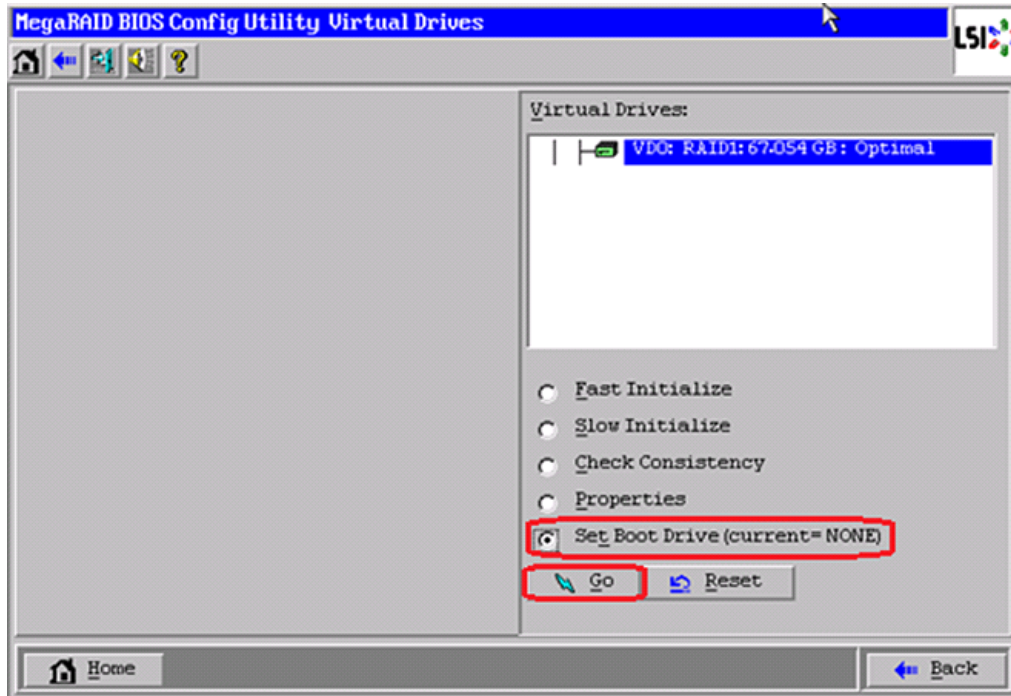 MegaRAID BIOS Config Utility Virtual Drives
LSI
Virtual Drives:
VD0: RAID1: 67.054 GB: Optimal
Fast Initialize
Slow Initialize
Check Consistency
Properties
Set Boot Drive (current= NONE)
Go
Reset
Home
Back